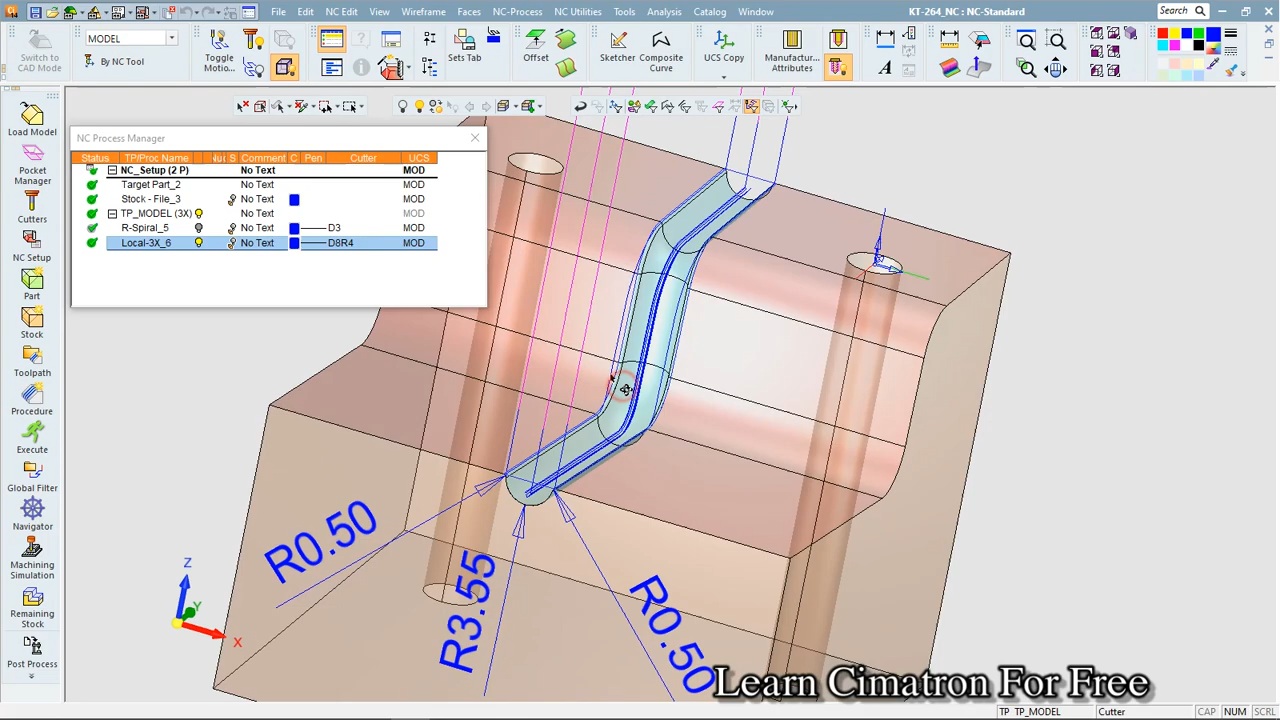 File Edit View NC Edit Wireframe Faces NC-Process NC Utilities Tools Analysis Catalog Window KT-264_NC : NC-Standard Search
Switch to CAD Mode
MODEL
By NC Tool
Toggle Motio...
Sets Tab
Offset
Sketcher
Composite Curve
UCS Copy
Manufactur... Attributes
Load Model
Pocket Manager
Cutters
NC Setup
Part
Stock
Toolpath
Procedure
Execute
Global Filter
Navigator
Machining Simulation
Remaining Stock
Post Process
NC Process Manager
Status TP/Proc Name S Comment C Pen Cutter UCS
NC_Setup (2 P) No Text MOD
Target Part_2 No Text MOD
Stock - File_3 No Text MOD
TP_MODEL (3X) No Text MOD
R-Spiral_5 No Text D3 MOD
Local-3X_6 No Text D8R4 MOD
R0.50
R3.55
R0.50
Z
Y
X
Learn Cimatron For Free
TP TP_MODEL Cutter CAP NUM SCRL